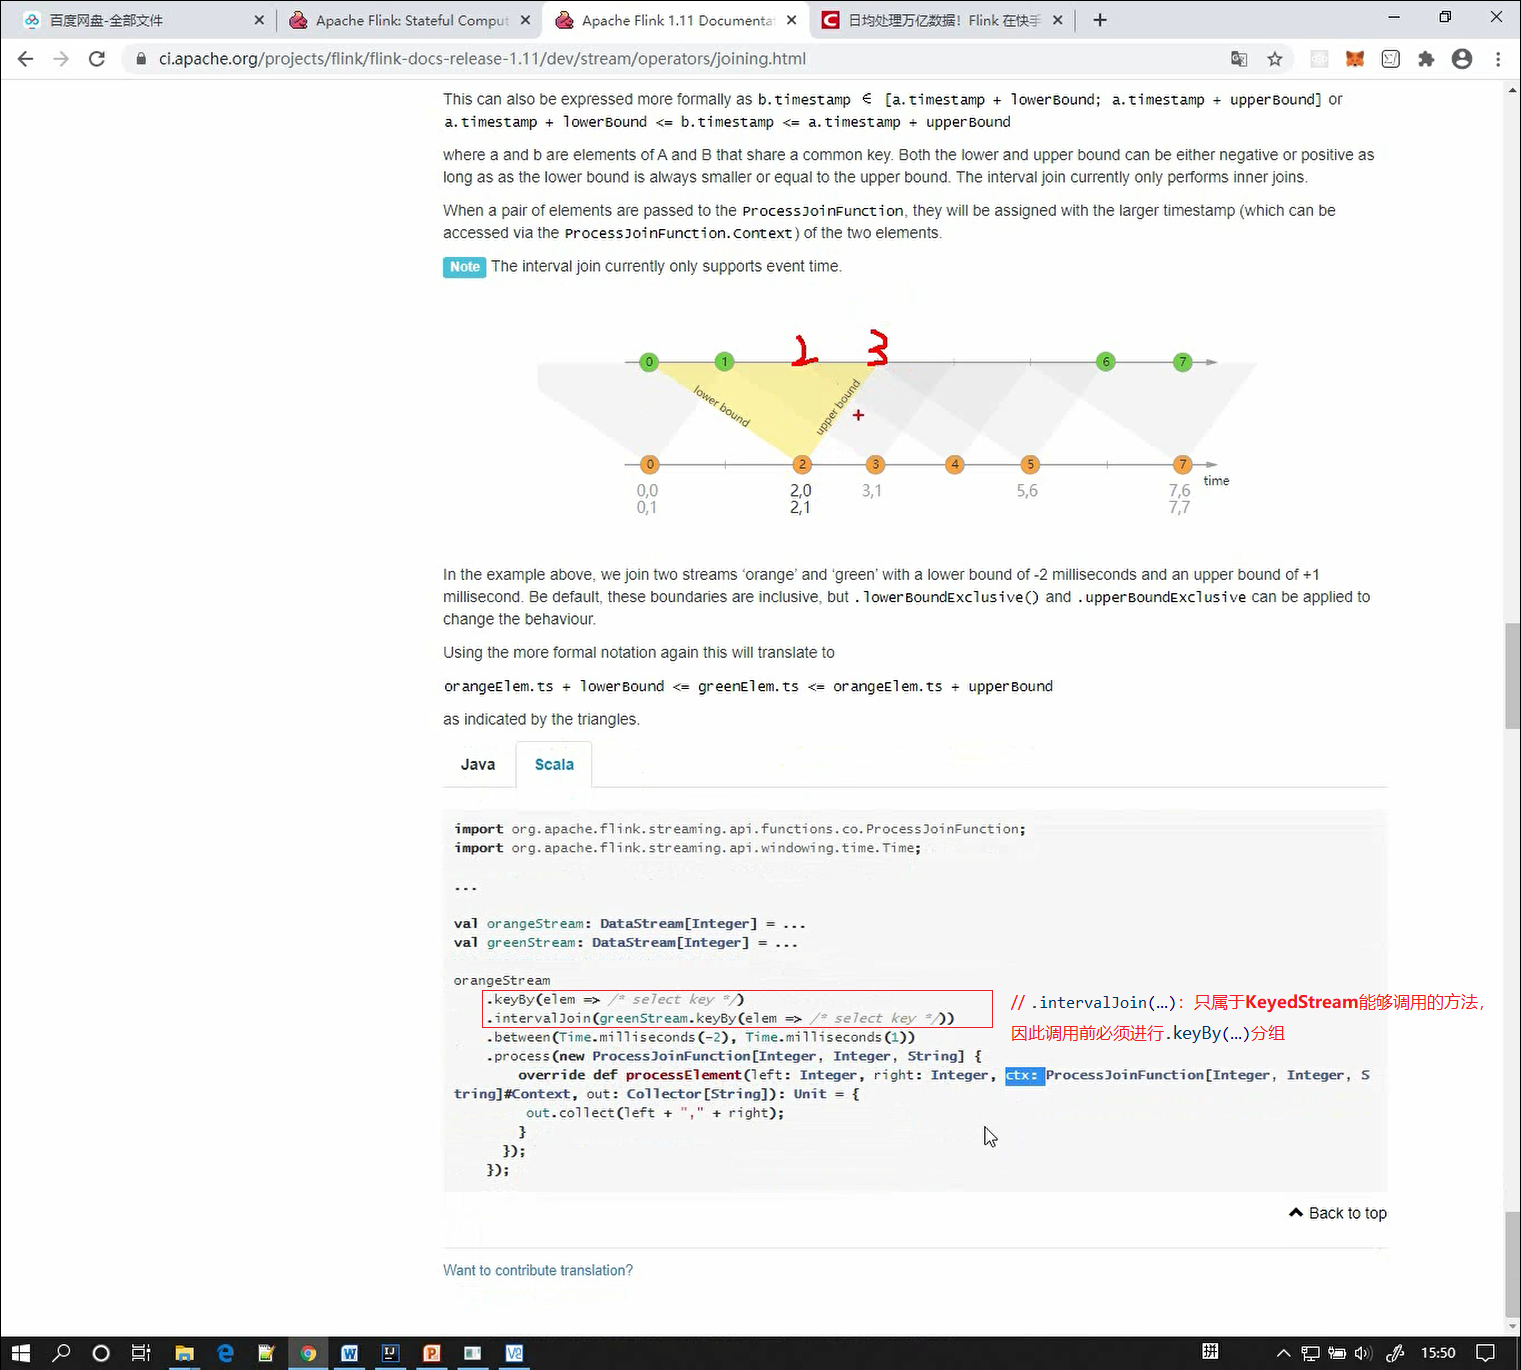 百度网盘-全部文件
Apache Flink: Stateful Comput
Apache Flink 1.11 Documenta
日均处理万亿数据！Flink 在快手
ci.apache.org/projects/flink/flink-docs-release-1.11/dev/stream/operators/joining.html
This can also be expressed more formally as b.timestamp ∈ [a.timestamp + lowerBound; a.timestamp + upperBound] or
a.timestamp + lowerBound <= b.timestamp <= a.timestamp + upperBound
where a and b are elements of A and B that share a common key. Both the lower and upper bound can be either negative or positive as
long as as the lower bound is always smaller or equal to the upper bound. The interval join currently only performs inner joins.
When a pair of elements are passed to the ProcessJoinFunction, they will be assigned with the larger timestamp (which can be
accessed via the ProcessJoinFunction.Context) of the two elements.
Note The interval join currently only supports event time.
2 3
0 1 6 7
lower bound
upper bound
0 2 3 4 5 7
time
0,0 2,0 3,1 5,6 7,6
0,1 2,1 7,7
In the example above, we join two streams ‘orange’ and ‘green’ with a lower bound of -2 milliseconds and an upper bound of +1
millisecond. Be default, these boundaries are inclusive, but .lowerBoundExclusive() and .upperBoundExclusive can be applied to
change the behaviour.
Using the more formal notation again this will translate to
orangeElem.ts + lowerBound <= greenElem.ts <= orangeElem.ts + upperBound
as indicated by the triangles.
Java Scala
import org.apache.flink.streaming.api.functions.co.ProcessJoinFunction;
import org.apache.flink.streaming.api.windowing.time.Time;
...
val orangeStream: DataStream[Integer] = ...
val greenStream: DataStream[Integer] = ...
orangeStream
.keyBy(elem => /* select key */)
.intervalJoin(greenStream.keyBy(elem => /* select key */))
// .intervalJoin(…)：只属于KeyedStream能够调用的方法，
因此调用前必须进行.keyBy(…)分组
.between(Time.milliseconds(-2), Time.milliseconds(1))
.process(new ProcessJoinFunction[Integer, Integer, String] {
override def processElement(left: Integer, right: Integer, ctx: ProcessJoinFunction[Integer, Integer, S
tring]#Context, out: Collector[String]): Unit = {
out.collect(left + "," + right);
}
});
});
Back to top
Want to contribute translation?
拼
15:50